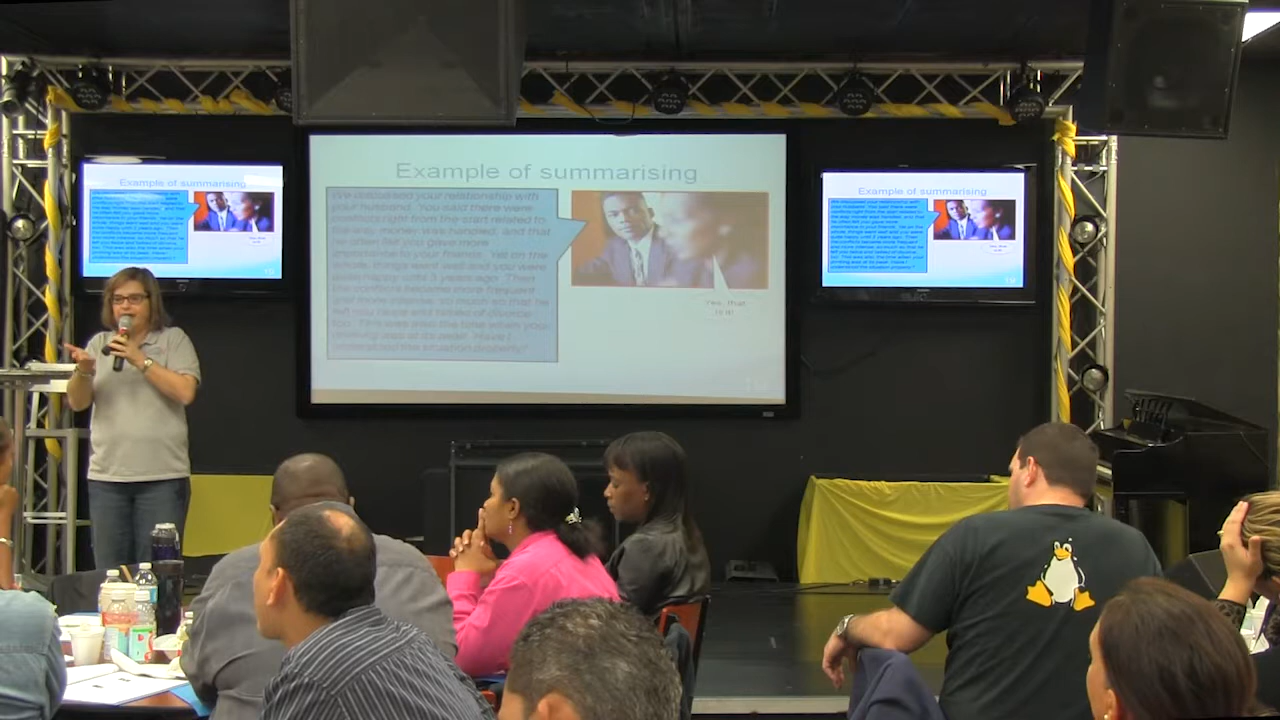 Example of summarising
We discussed your relationship with
your husband. You said there were
conflicts right from the start related to
the way money was handled, and that
he often felt you gave more
importance to your friends. Yet on the
whole, things went well and you were
quite happy until 3 years ago. Then
the conflicts became more frequent
and more intense, so much so that he
left you twice and talked of divorce,
too. This was also the time when your
drinking was at its peak. Have I
understood the situation properly?"
Yes, that
is it!
Example of summarising
19
Example of summarising
19